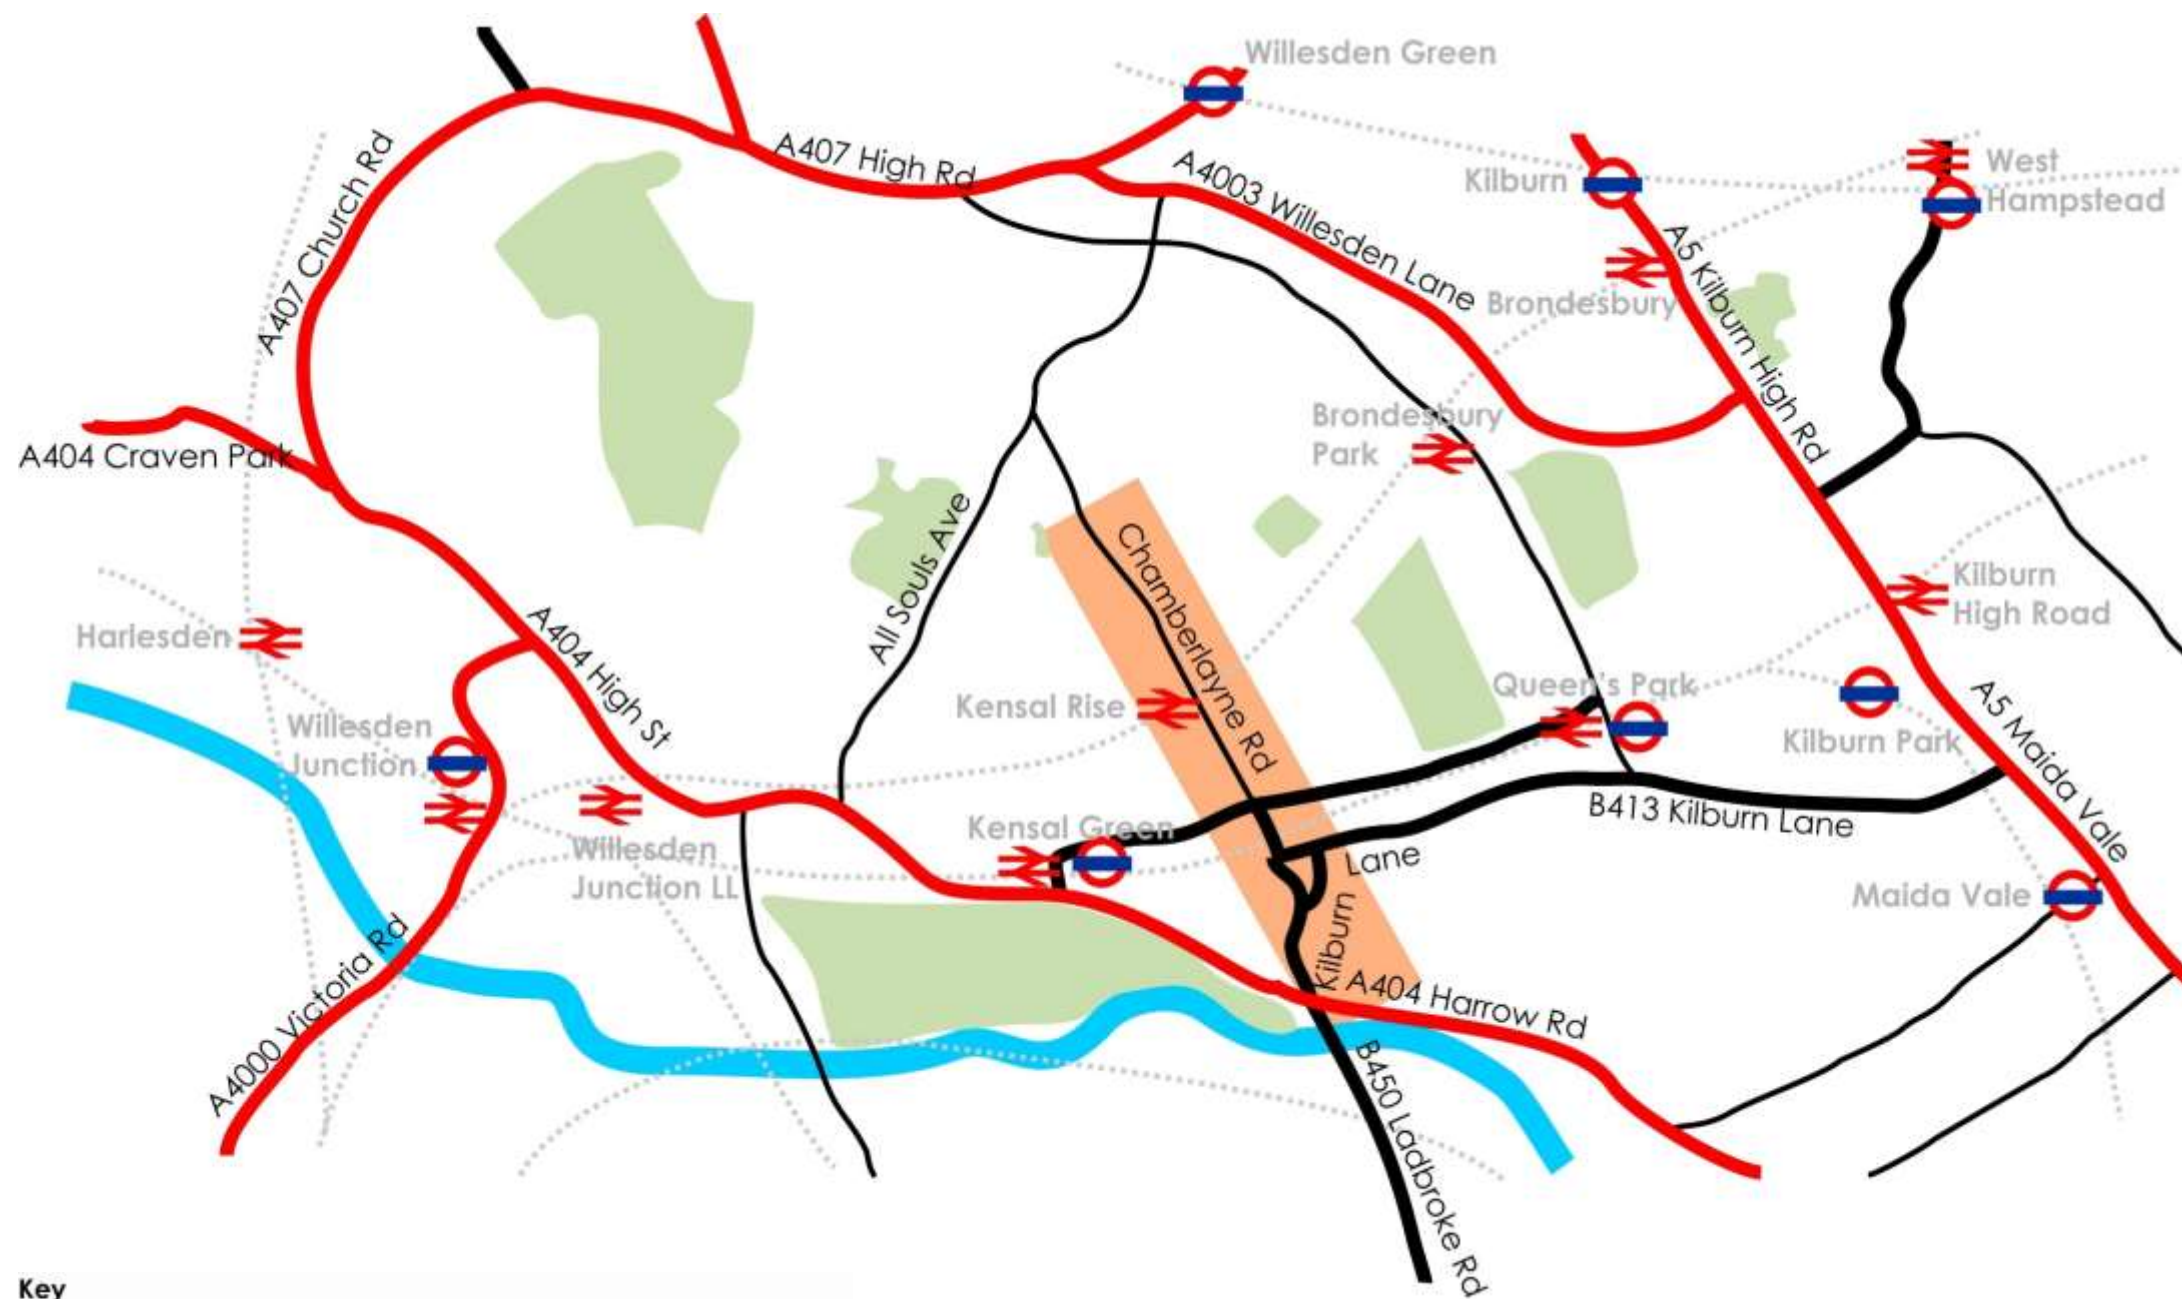 Willesden Green
A407 High Rd
A4003 Willesden Lane
Kilburn
West
Hampstead
A407 Church Rd
A5 Kilburn High Rd
Brondesbury
Brondesbury
Park
A404 Craven Park
All Souls Ave
Chamberlayne Rd
Kilburn
High Road
Harlesden
A404 High St
Kensal Rise
Queen's Park
Kilburn Park
A5 Maida Vale
Willesden
Junction
B413 Kilburn Lane
Kensal Green
Willesden
Junction LL
Lane
Kilburn
Maida Vale
A4000 Victoria Rd
A404 Harrow Rd
B450 Ladbroke Rd
Key